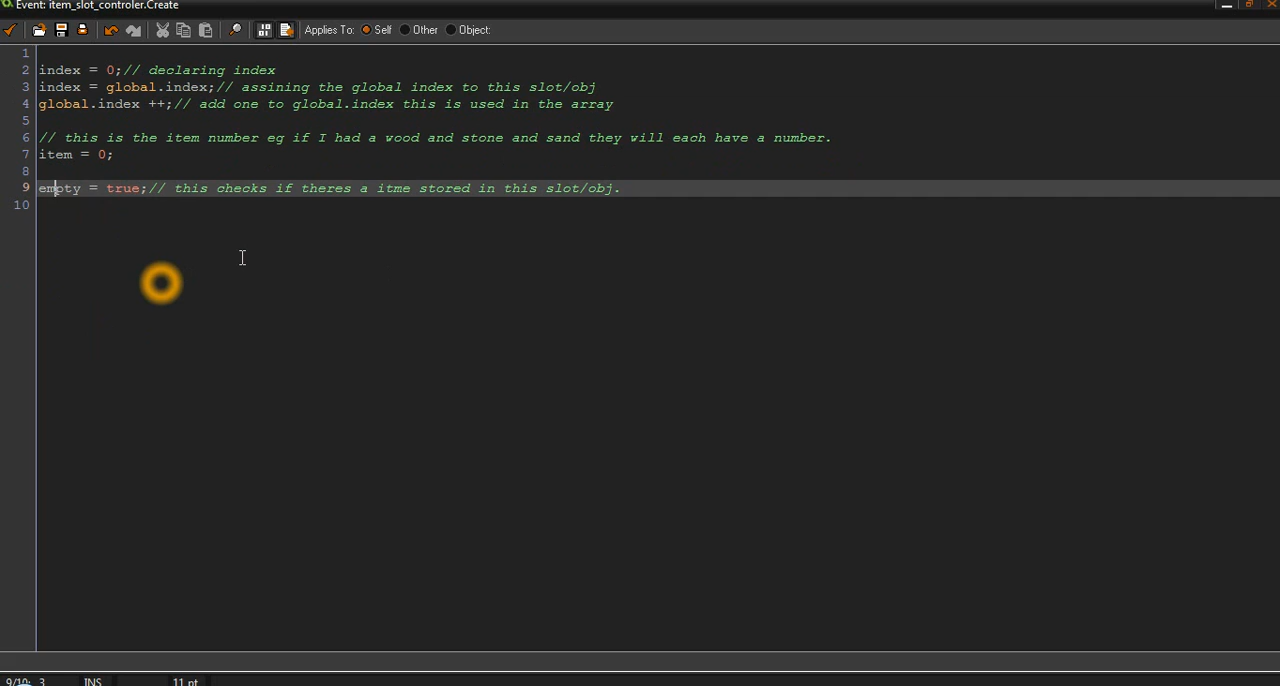 Event: item_slot_controler.Create
Applies To: Self Other Object:
1
2 index = 0;// declaring index
3 index = global.index;// assining the global index to this slot/obj
4 global.index ++;// add one to global.index this is used in the array
5
6 // this is the item number eg if I had a wood and stone and sand they will each have a number.
7 item = 0;
8
9 empty = true;// this checks if theres a itme stored in this slot/obj.
10
9/10: 3 INS 11 pt